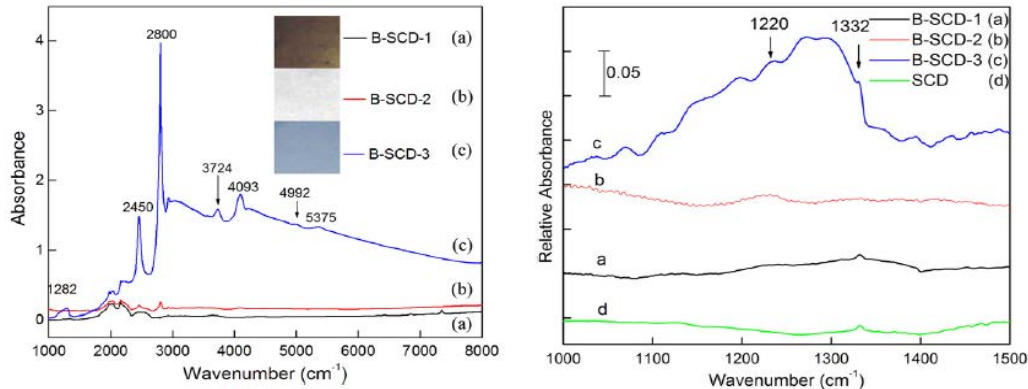 4
3
2
1
0
Absorbance
2800
2450
1282
3724
4093
4992
5375
B-SCD-1 (a)
B-SCD-2 (b)
B-SCD-3 (c)
(c)
(b)
(a)
1000 2000 3000 4000 5000 6000 7000 8000
Wavenumber (cm⁻¹)
Relative Absorbance
0.05
1220
1332
B-SCD-1 (a)
B-SCD-2 (b)
B-SCD-3 (c)
SCD (d)
c
b
a
d
1000 1100 1200 1300 1400 1500
Wavenumber (cm⁻¹)